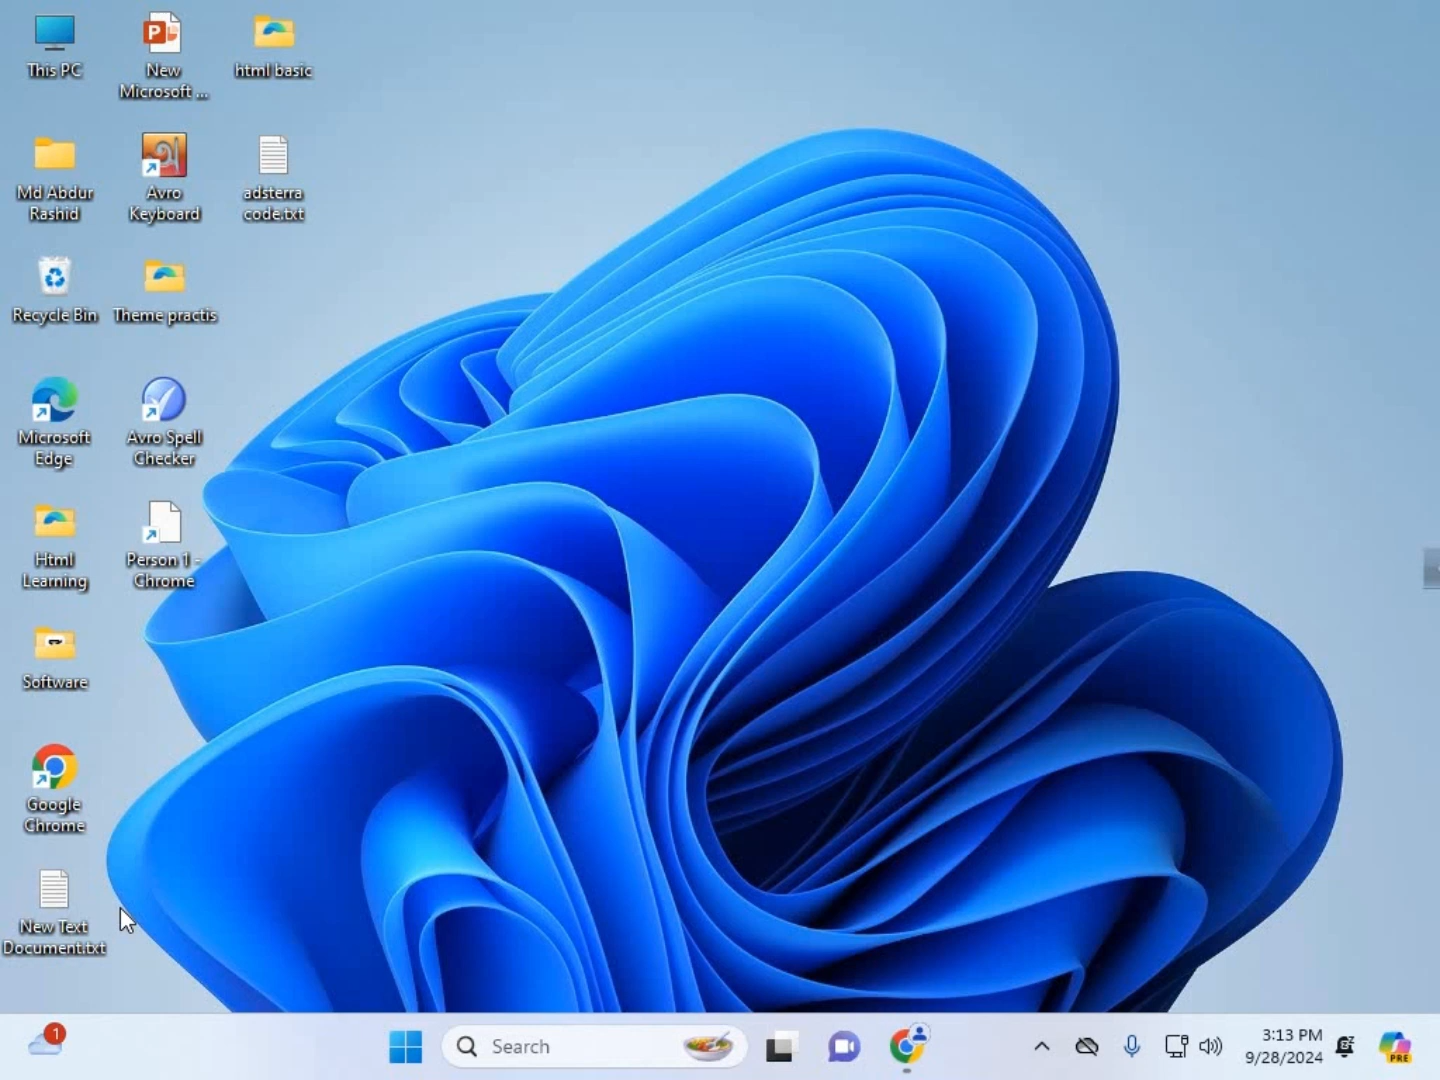 This PC
New
Microsoft ...
html basic
Md Abdur
Rashid
Avro
Keyboard
adsterra
code.txt
Recycle Bin
Theme practis
Microsoft
Edge
Avro Spell
Checker
Html
Learning
Person 1 -
Chrome
Software
Google
Chrome
New Text
Document.txt
1
Search
3:13 PM
9/28/2024
PRE